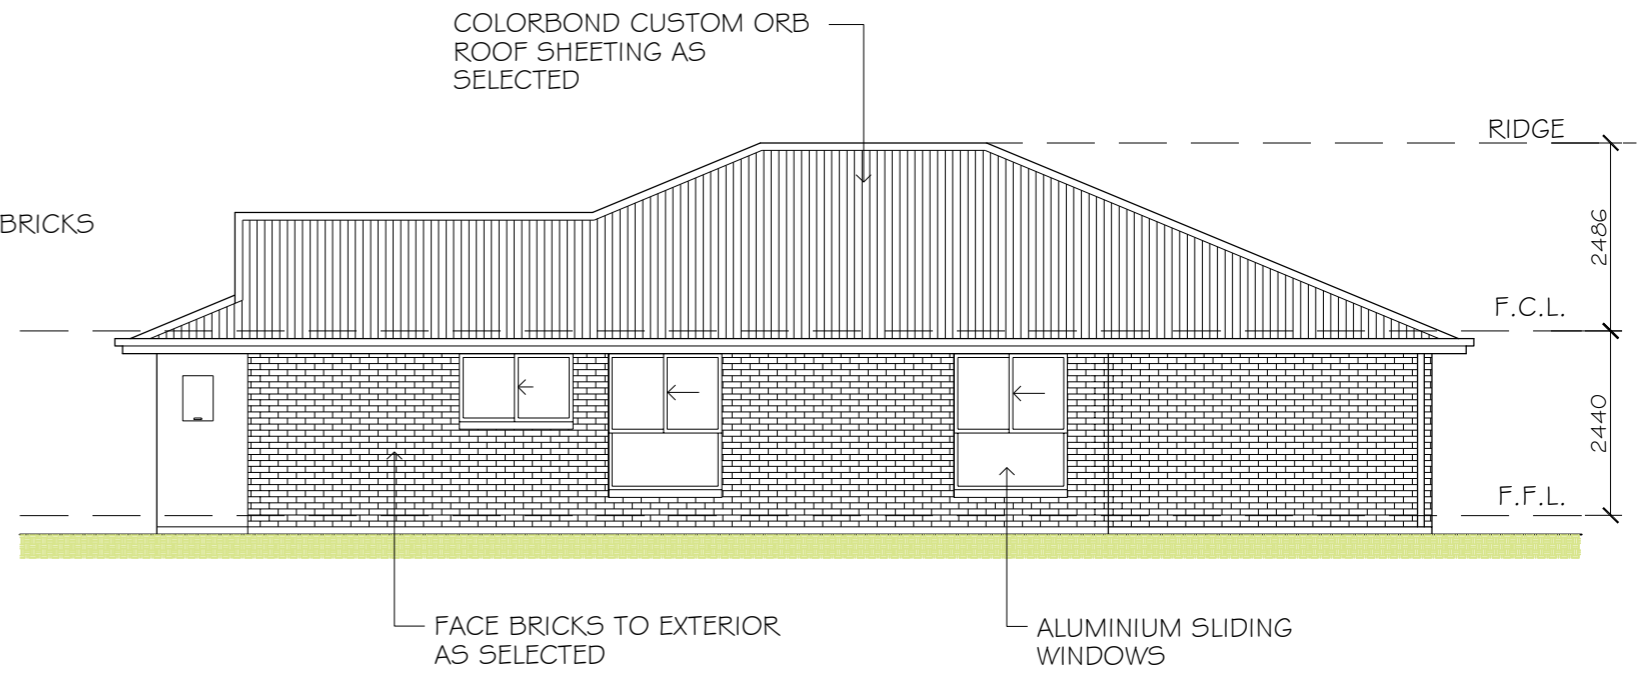 COLORBOND CUSTOM ORB
ROOF SHEETING AS
SELECTED
RIDGE
BRICKS
2486
F.C.L.
2440
F.F.L.
FACE BRICKS TO EXTERIOR
AS SELECTED
ALUMINIUM SLIDING
WINDOWS